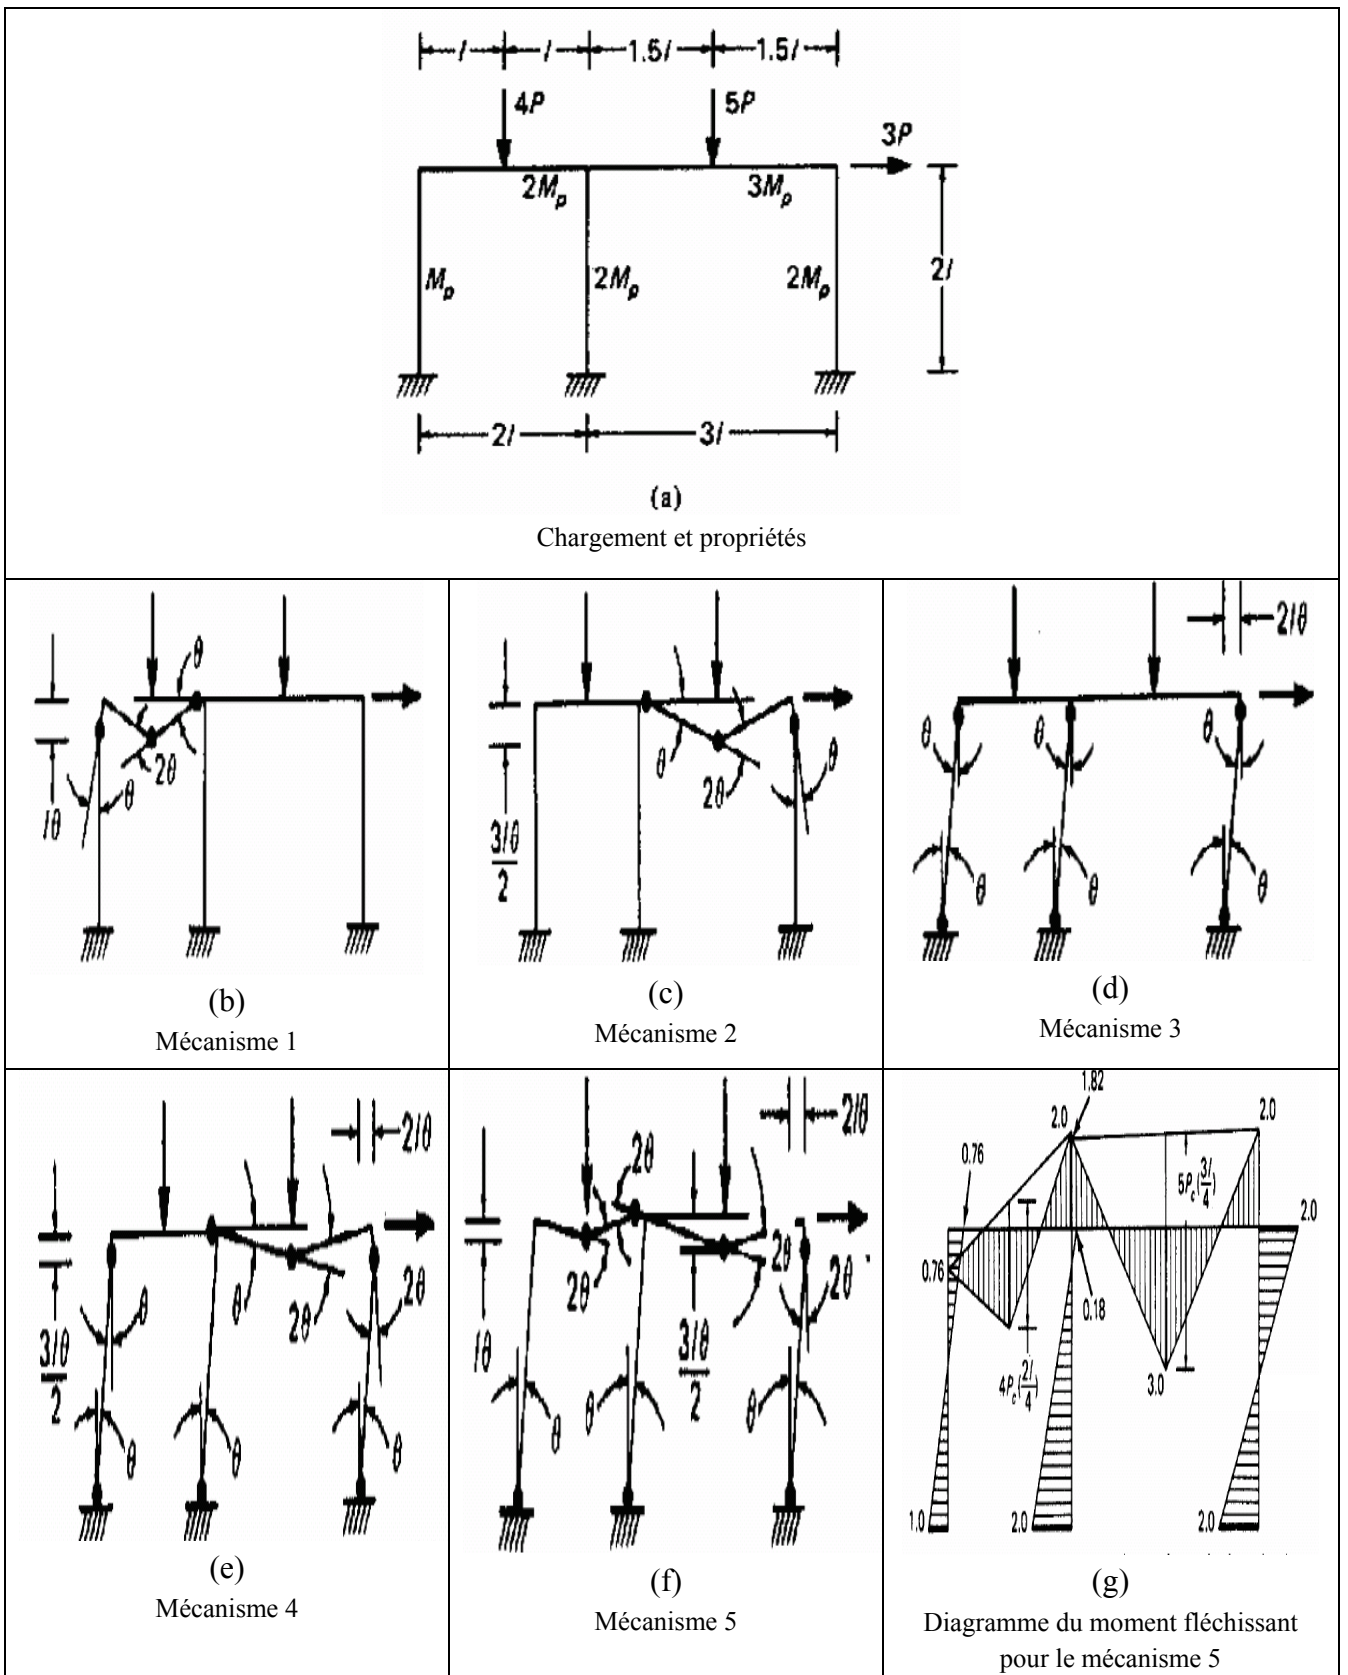 l l 1.5l 1.5l
4P 5P
3P
2Mp 3Mp
Mp 2Mp 2Mp 2l
2l 3l
(a)
Chargement et propriétés
θ
2θ
θ
lθ
(b)
Mécanisme 1
θ
2θ
θ
3lθ
2
(c)
Mécanisme 2
2lθ
θ θ θ
θ θ θ
(d)
Mécanisme 3
2lθ
θ θ 2θ 2θ
3lθ
2
θ θ θ
(e)
Mécanisme 4
2lθ
2θ
2θ 2θ 2θ
lθ
3lθ
2
θ θ θ
(f)
Mécanisme 5
1.82
2.0 2.0
0.76
5Pc(3l/4)
2.0
0.76
0.18
4Pc(2l/4)
3.0
1.0 2.0 2.0
(g)
Diagramme du moment fléchissant
pour le mécanisme 5